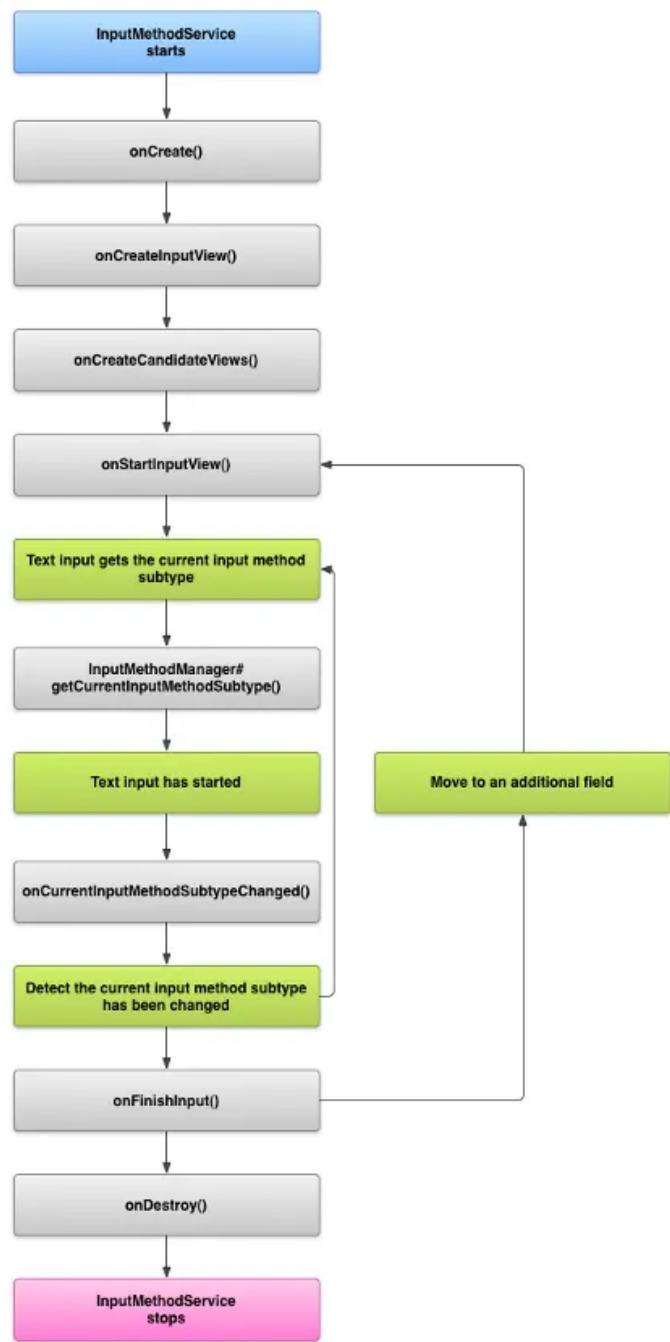 InputMethodService
starts
onCreate()
onCreateInputView()
onCreateCandidateViews()
onStartInputView()
Text input gets the current input method
subtype
InputMethodManager#
getCurrentInputMethodSubtype()
Text input has started
Move to an additional field
onCurrentInputMethodSubtypeChanged()
Detect the current input method subtype
has been changed
onFinishInput()
onDestroy()
InputMethodService
stops